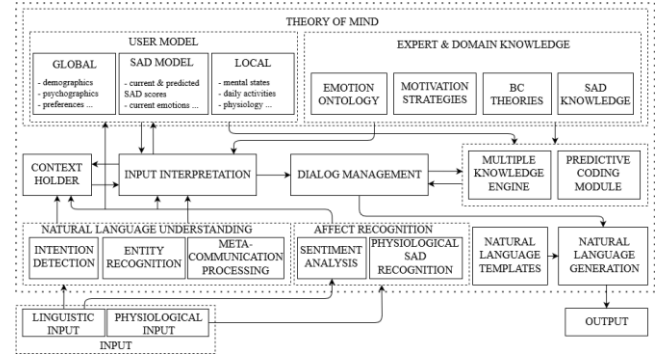 THEORY OF MIND
USER MODEL
GLOBAL
- demographics
- psychographics
- preferences ...
SAD MODEL
- current & predicted
SAD scores
- current emotions ...
LOCAL
- mental states
- daily activities
- physiology ...
EXPERT & DOMAIN KNOWLEDGE
EMOTION
ONTOLOGY
MOTIVATION
STRATEGIES
BC
THEORIES
SAD
KNOWLEDGE
CONTEXT
HOLDER
INPUT INTERPRETATION
DIALOG MANAGEMENT
MULTIPLE
KNOWLEDGE
ENGINE
PREDICTIVE
CODING
MODULE
NATURAL LANGUAGE UNDERSTANDING
INTENTION
DETECTION
ENTITY
RECOGNITION
META-
COMMUNICATION
PROCESSING
AFFECT RECOGNITION
SENTIMENT
ANALYSIS
PHYSIOLOGICAL
SAD
RECOGNITION
NATURAL
LANGUAGE
TEMPLATES
NATURAL
LANGUAGE
GENERATION
LINGUISTIC
INPUT
PHYSIOLOGICAL
INPUT
INPUT
OUTPUT